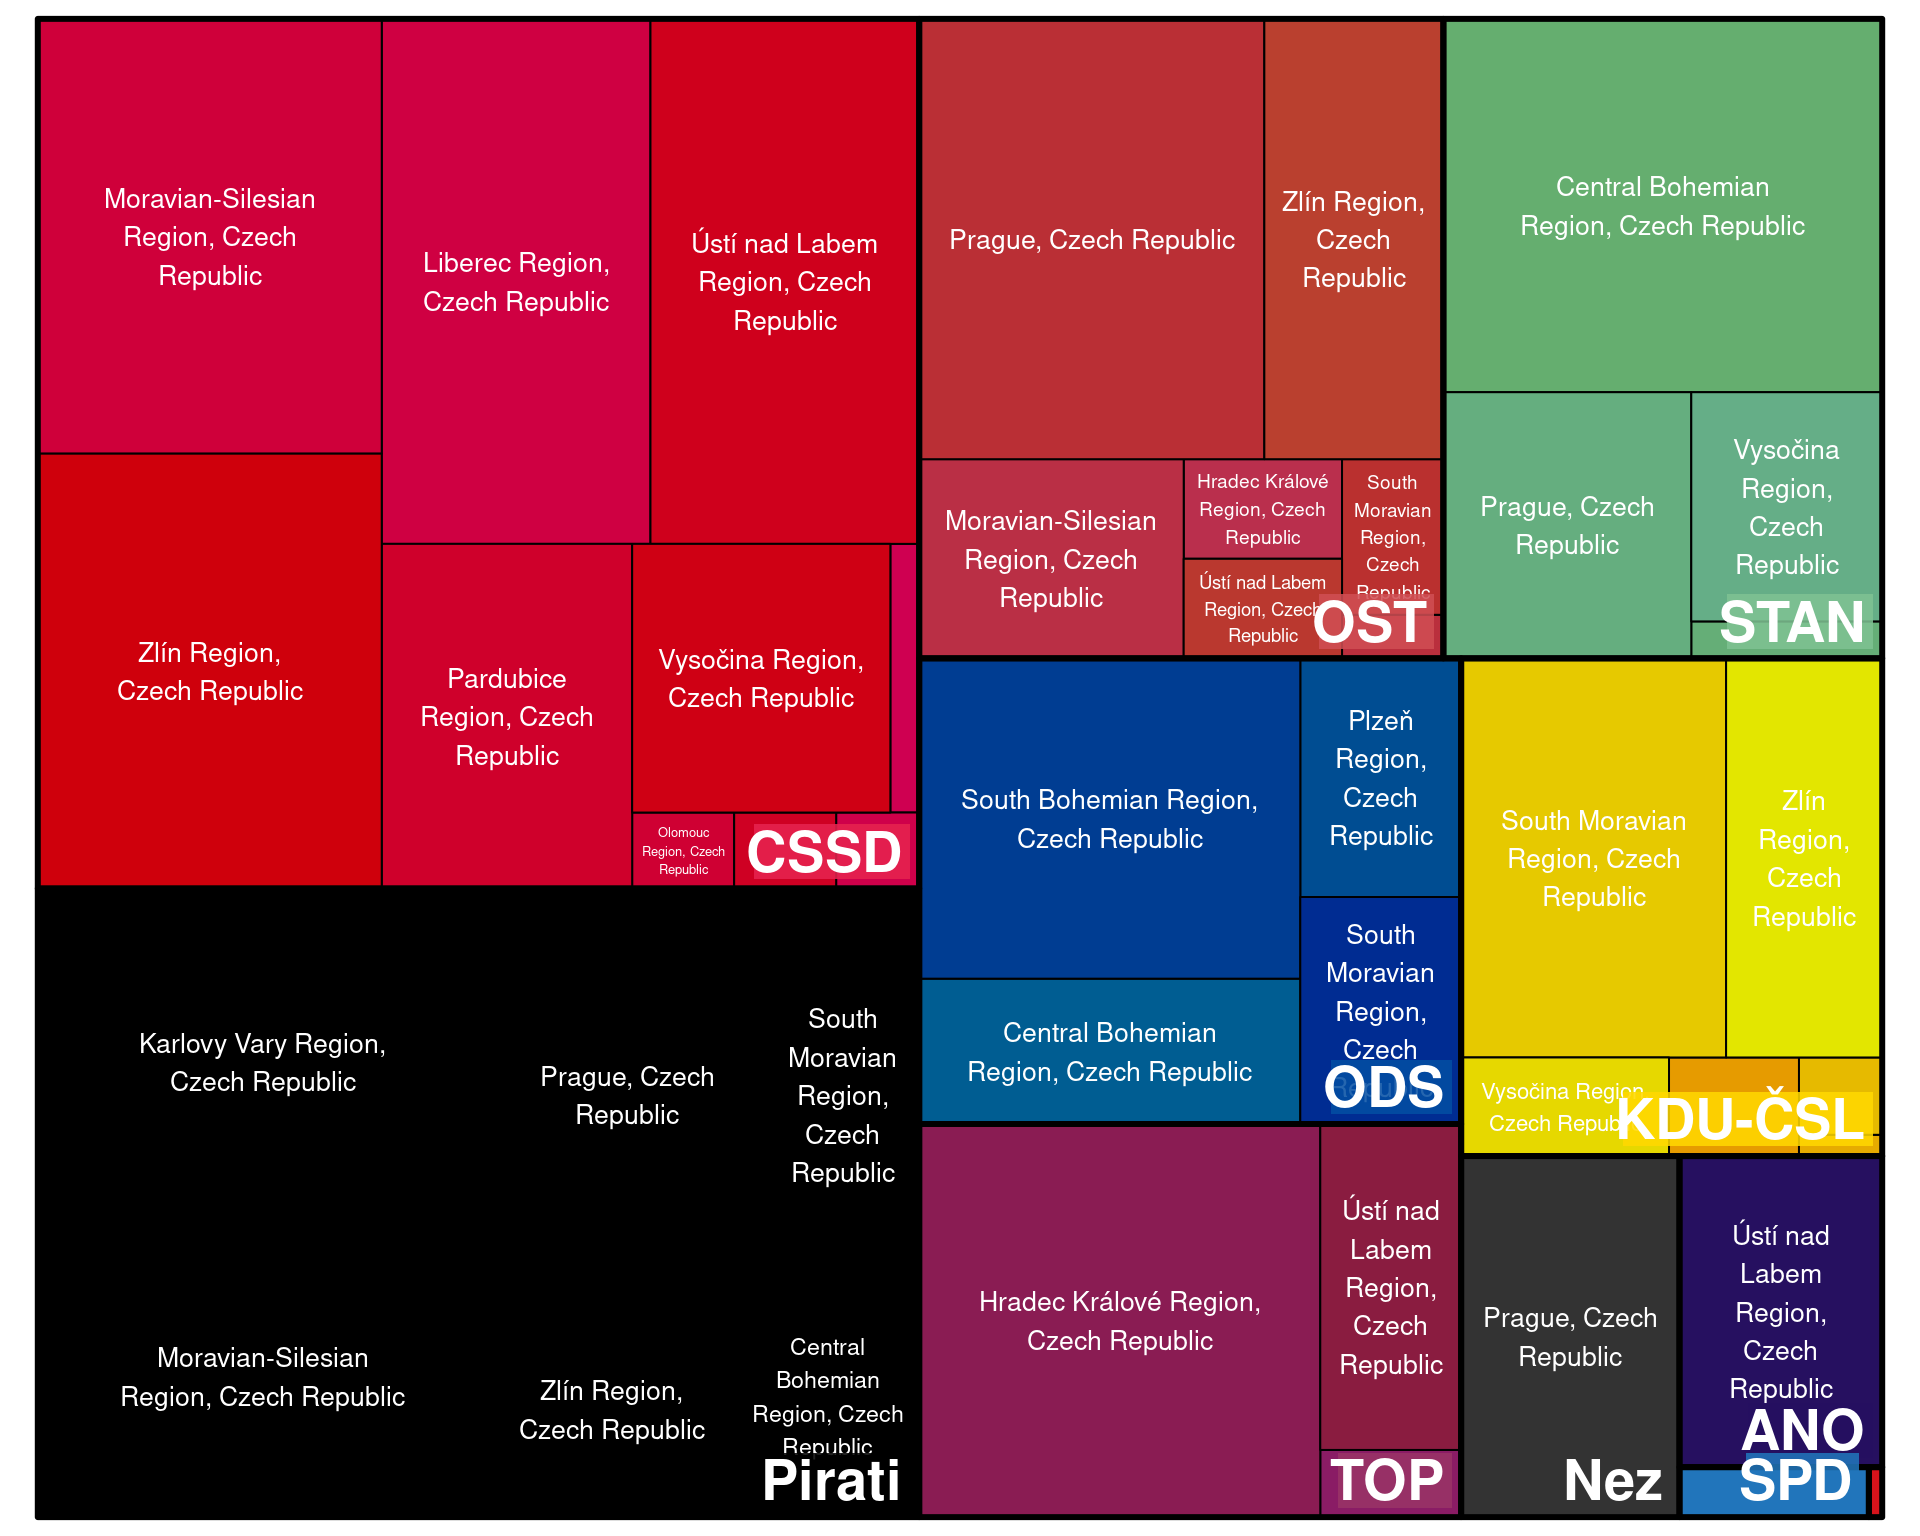 Moravian-Silesian
Region, Czech
Republic
Liberec Region,
Czech Republic
Ústí nad Labem
Region, Czech
Republic
Zlín Region,
Czech Republic
Pardubice
Region, Czech
Republic
Vysočina Region,
Czech Republic
Olomouc
Region, Czech
Republic
CSSD
Prague, Czech Republic
Zlín Region,
Czech
Republic
Moravian-Silesian
Region, Czech
Republic
Hradec Králové
Region, Czech
Republic
Ústí nad Labem
Region, Czech
Republic
South
Moravian
Region,
Czech
Republic
OST
Central Bohemian
Region, Czech Republic
Prague, Czech
Republic
Vysočina
Region,
Czech
Republic
STAN
Karlovy Vary Region,
Czech Republic
Prague, Czech
Republic
South
Moravian
Region,
Czech
Republic
Moravian-Silesian
Region, Czech Republic
Zlín Region,
Czech Republic
Central
Bohemian
Region, Czech
Republic
Pirati
South Bohemian Region,
Czech Republic
Plzeň
Region,
Czech
Republic
Central Bohemian
Region, Czech Republic
South
Moravian
Region,
Czech
Republic
ODS
South Moravian
Region, Czech
Republic
Zlín
Region,
Czech
Republic
Vysočina Region,
Czech Republic
KDU-ČSL
Hradec Králové Region,
Czech Republic
Ústí nad
Labem
Region,
Czech
Republic
TOP
Prague, Czech
Republic
Nez
Ústí nad
Labem
Region,
Czech
Republic
ANO
SPD